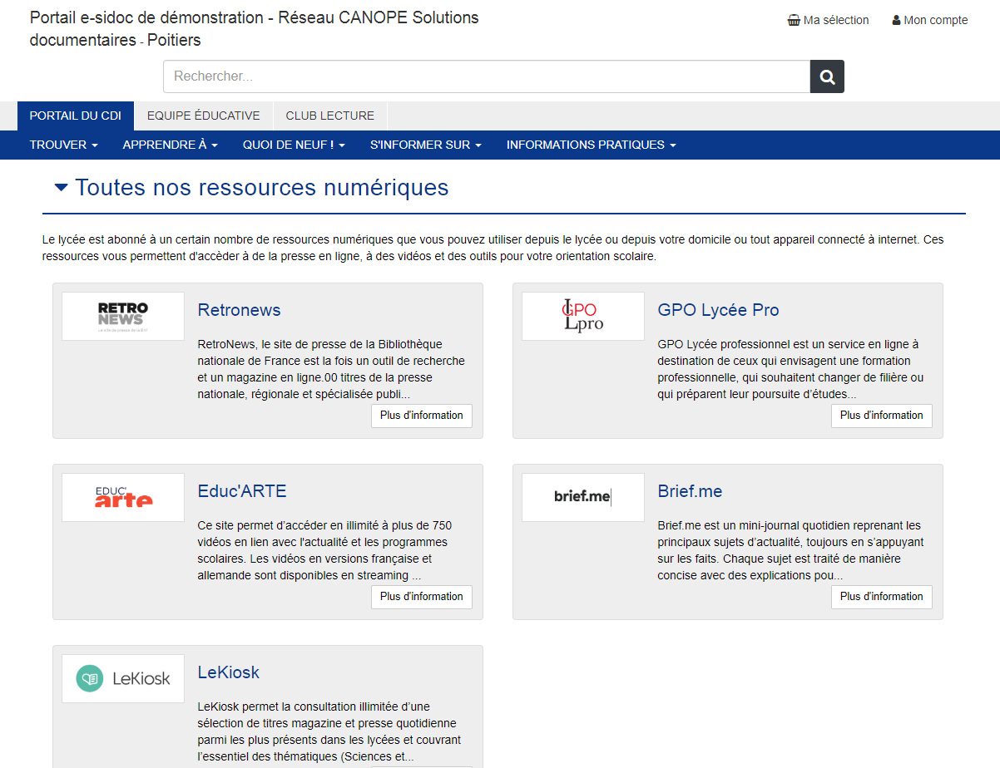 Portail e-sidoc de démonstration - Réseau CANOPE Solutions
documentaires - Poitiers
Ma sélection
Mon compte
Rechercher...
PORTAIL DU CDI
EQUIPE ÉDUCATIVE
CLUB LECTURE
TROUVER
APPRENDRE À
QUOI DE NEUF !
S'INFORMER SUR
INFORMATIONS PRATIQUES
Toutes nos ressources numériques
Le lycée est abonné à un certain nombre de ressources numériques que vous pouvez utiliser depuis le lycée ou depuis votre domicile ou tout appareil connecté à internet. Ces
ressources vous permettent d'accèder à de la presse en ligne, à des vidéos et des outils pour votre orientation scolaire.
RETRO
NEWS
Le site de presse de la BnF
Retronews
RetroNews, le site de presse de la Bibliothèque
nationale de France est la fois un outil de recherche
et un magazine en ligne.00 titres de la presse
nationale, régionale et spécialisée publi...
Plus d'information
GPO
Lpro
GPO Lycée Pro
GPO Lycée professionnel est un service en ligne à
destination de ceux qui envisagent une formation
professionnelle, qui souhaitent changer de filière ou
qui préparent leur poursuite d’études...
Plus d'information
EDUC'
arte
Educ'ARTE
Ce site permet d’accéder en illimité à plus de 750
vidéos en lien avec l'actualité et les programmes
scolaires. Les vidéos en versions française et
allemande sont disponibles en streaming ...
Plus d'information
brief.me
Brief.me
Brief.me est un mini-journal quotidien reprenant les
principaux sujets d’actualité, toujours en s’appuyant
sur les faits. Chaque sujet est traité de manière
concise avec des explications pou...
Plus d'information
LeKiosk
LeKiosk
LeKiosk permet la consultation illimitée d’une
sélection de titres magazine et presse quotidienne
parmi les plus présents dans les lycées et couvrant
l’essentiel des thématiques (Sciences et...